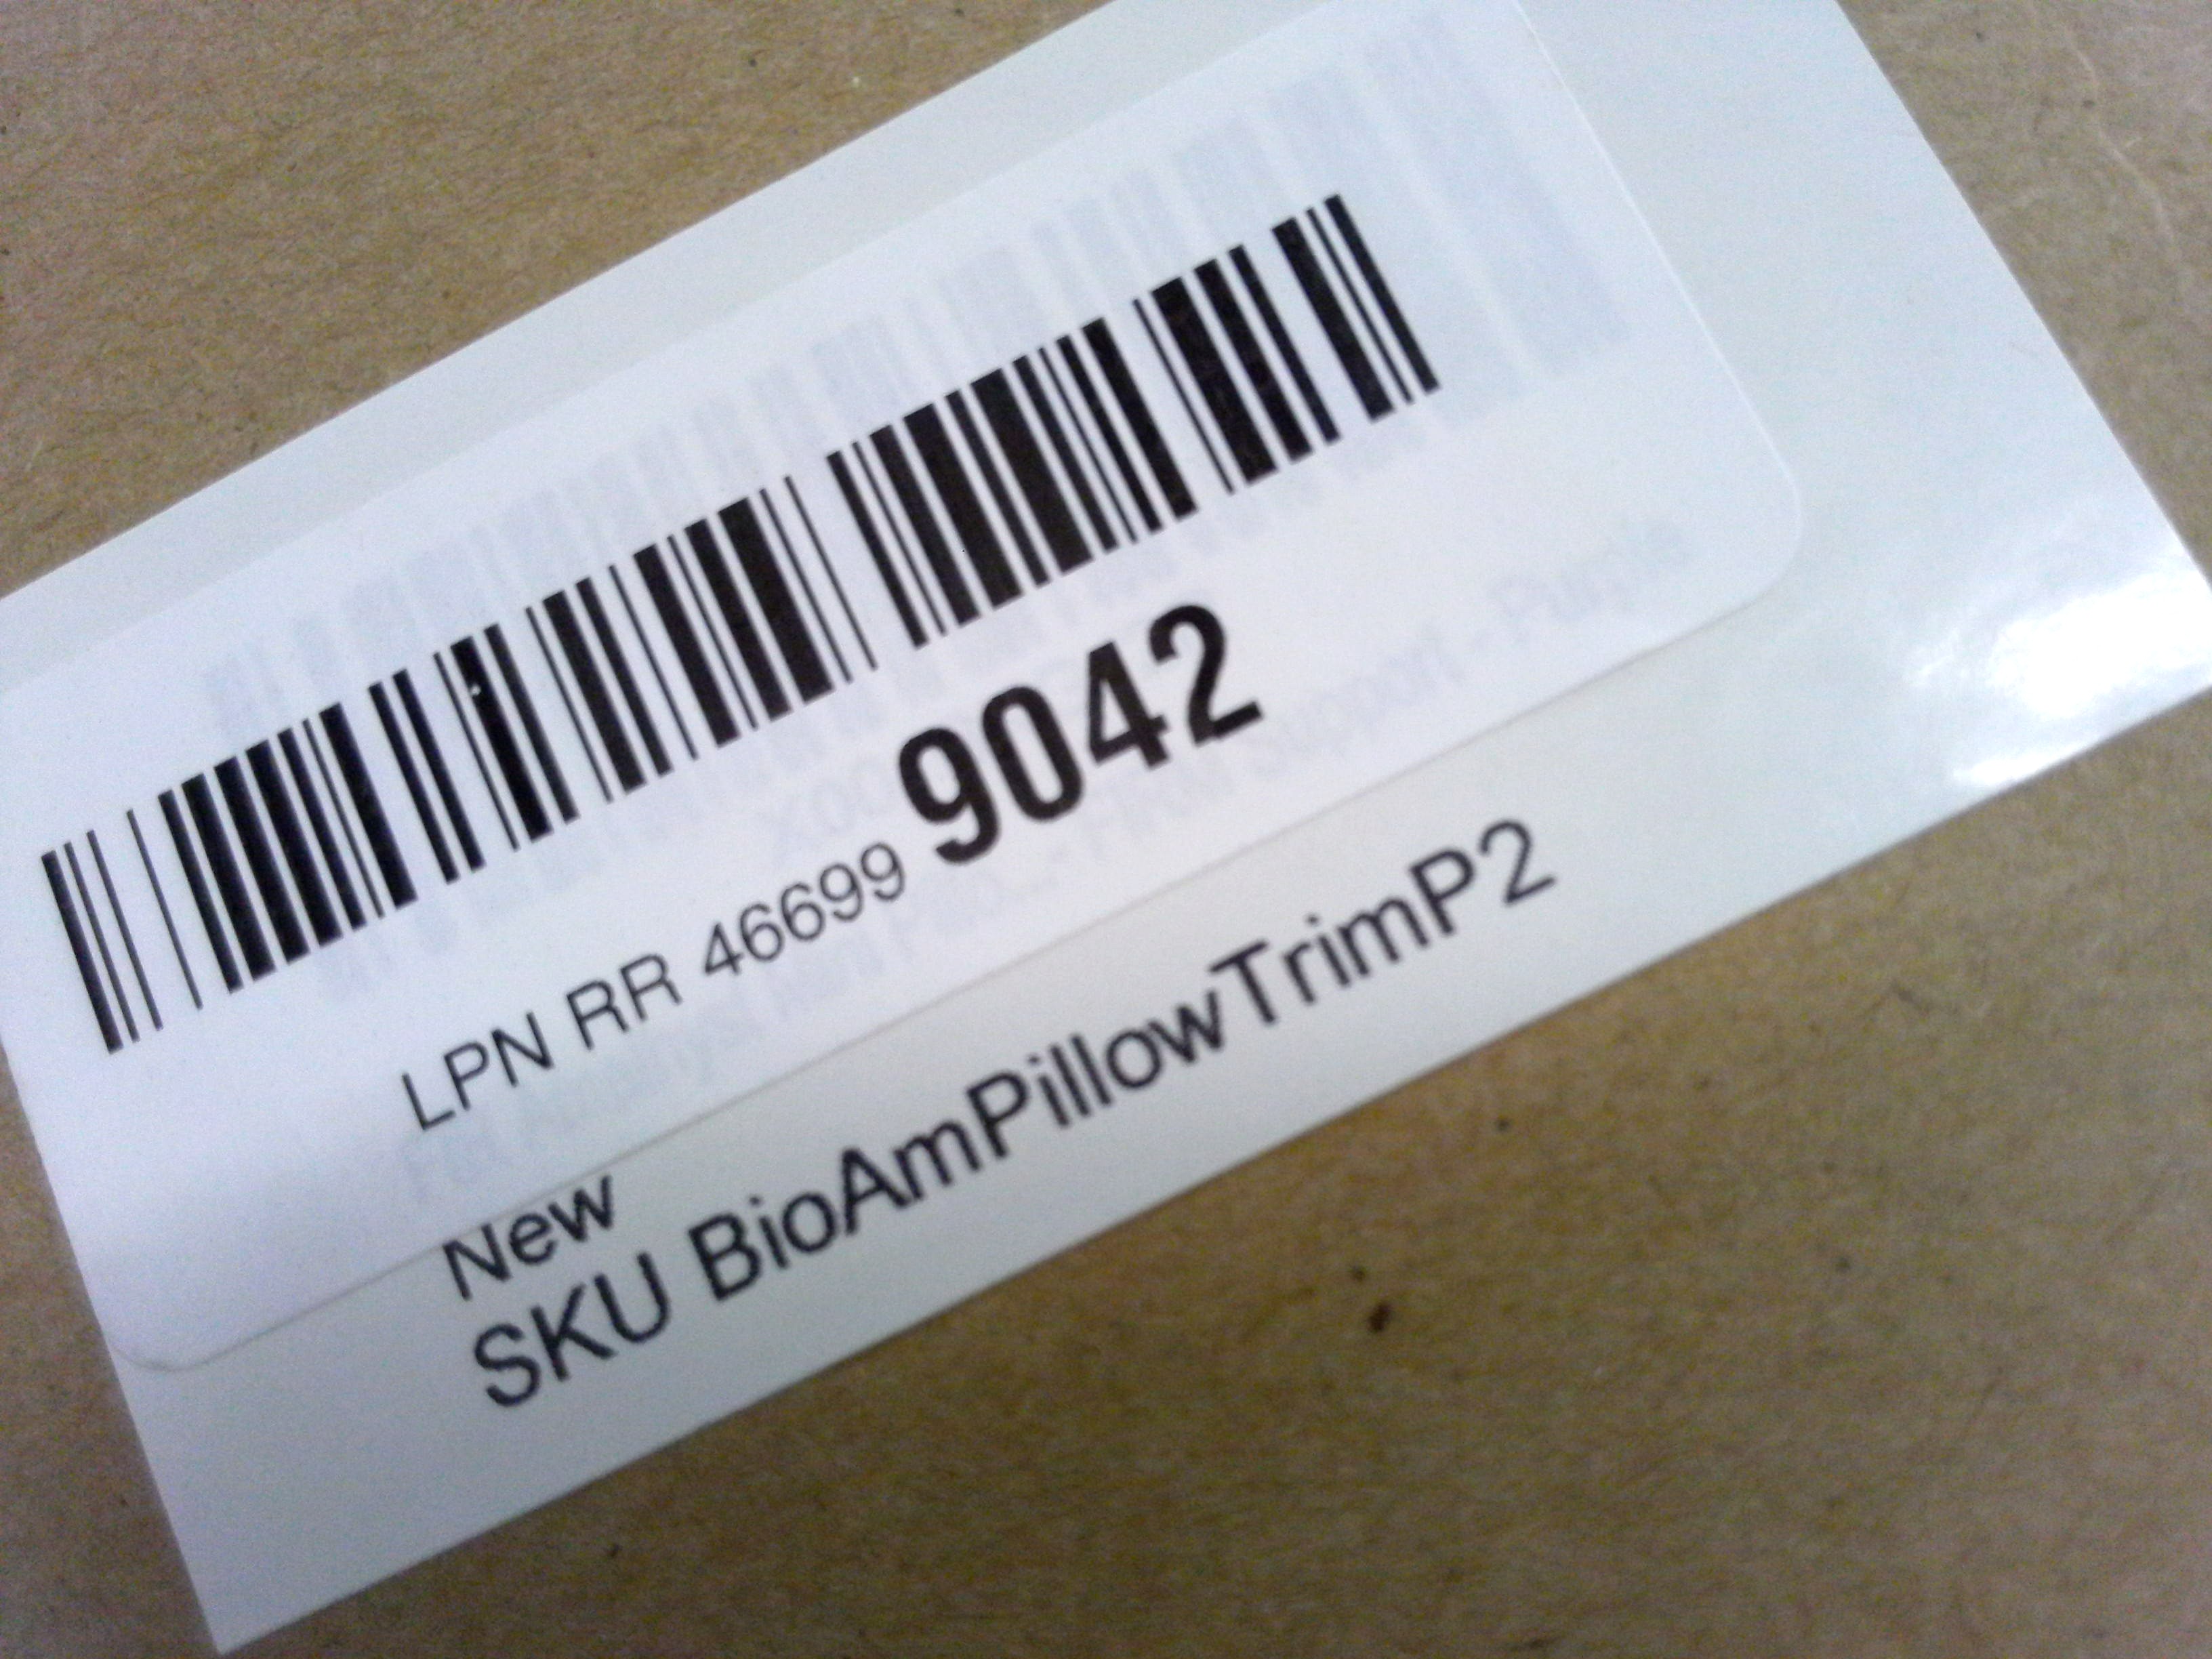 LPN RR 46699 9042
New
SKU BioAmPillowTrimP2